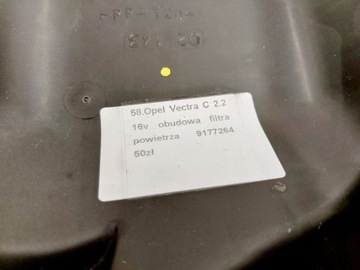 58.Opel Vectra C 2.2
16v obudowa filtra
powietrza 9177264
50zł